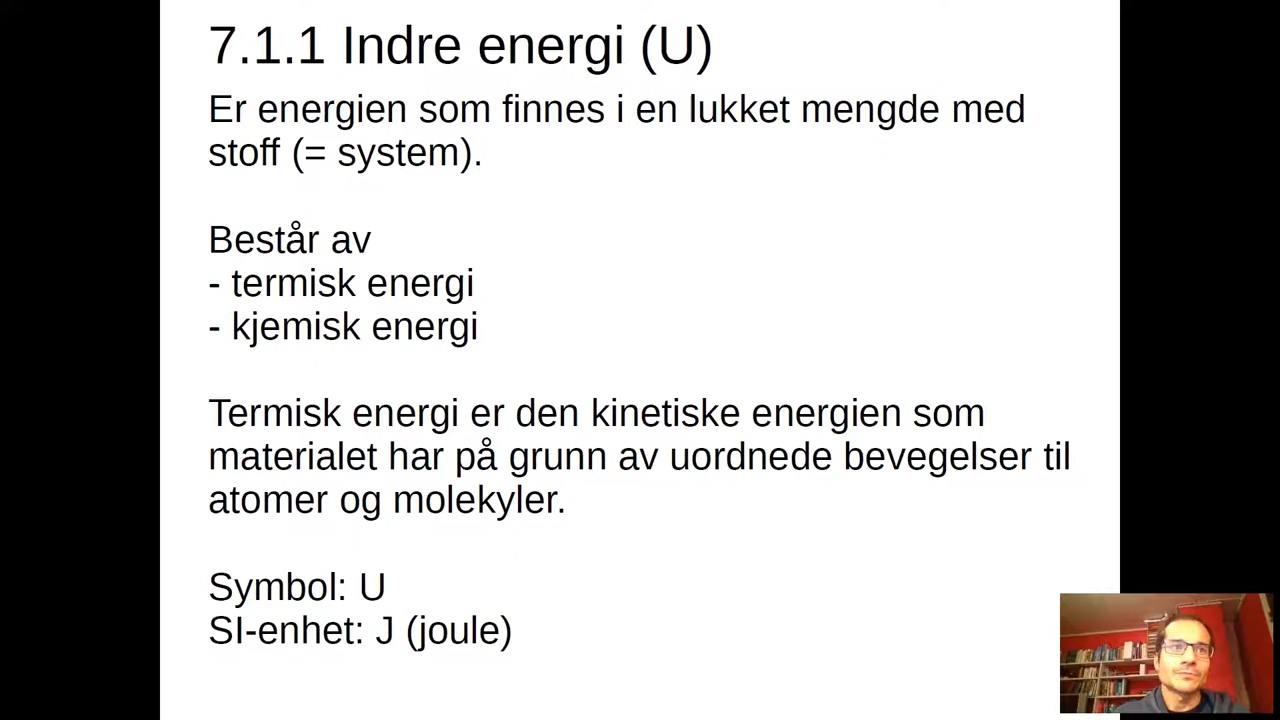 7.1.1 Indre energi (U)
Er energien som finnes i en lukket mengde med
stoff (= system).
Består av
- termisk energi
- kjemisk energi
Termisk energi er den kinetiske energien som
materialet har på grunn av uordnede bevegelser til
atomer og molekyler.
Symbol: U
SI-enhet: J (joule)